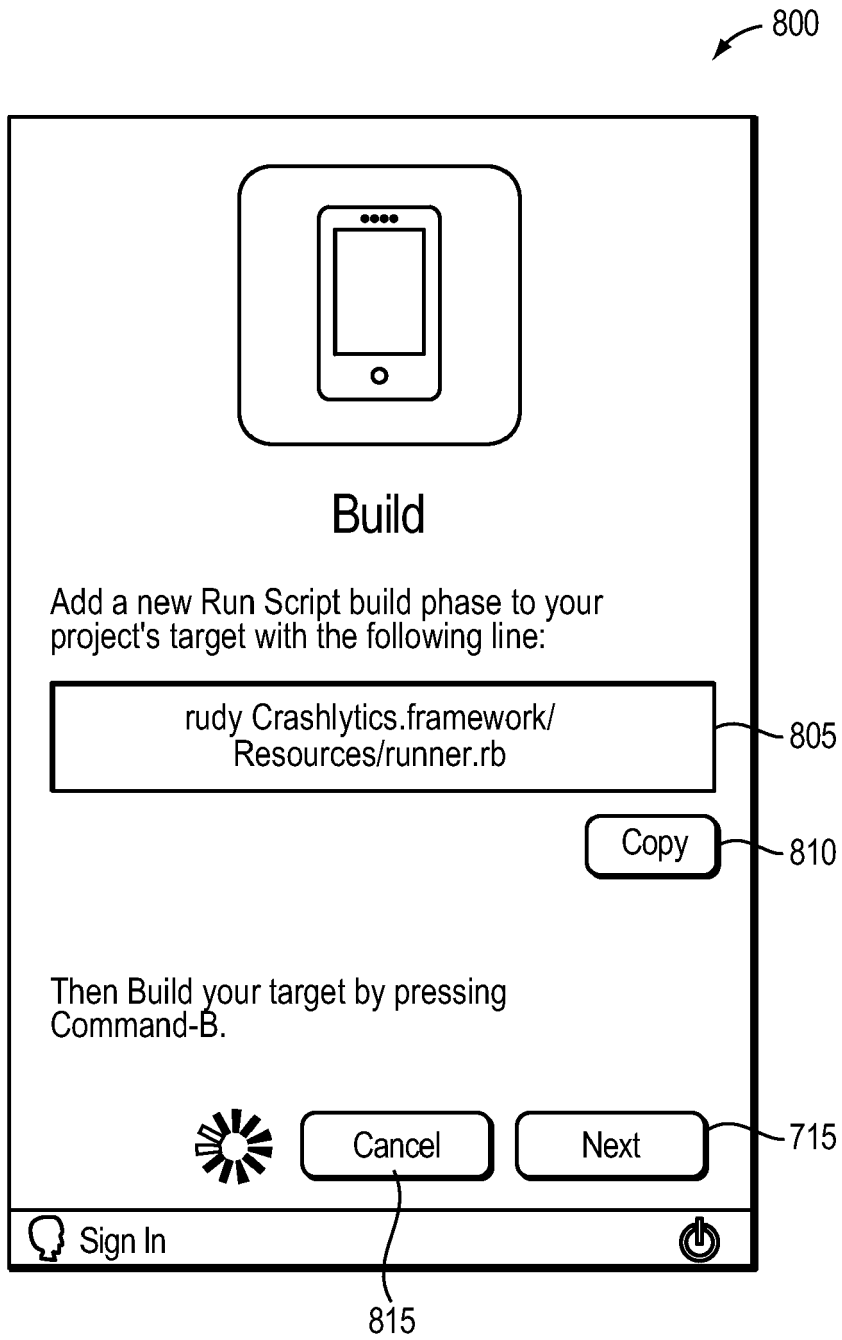 800
Build
Add a new Run Script build phase to your
project's target with the following line:
rudy Crashlytics.framework/
Resources/runner.rb
805
Copy
810
Then Build your target by pressing
Command-B.
Cancel
Next
715
Sign In
815